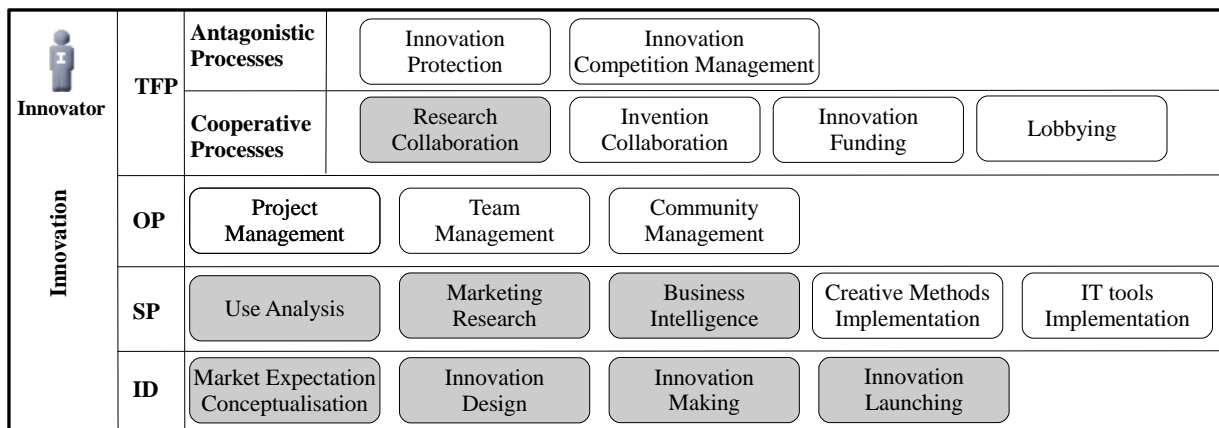 I
Innovator
Innovation
TFP
Antagonistic
Processes
Innovation
Protection
Innovation
Competition Management
Cooperative
Processes
Research
Collaboration
Invention
Collaboration
Innovation
Funding
Lobbying
OP
Project
Management
Team
Management
Community
Management
SP
Use Analysis
Marketing
Research
Business
Intelligence
Creative Methods
Implementation
IT tools
Implementation
ID
Market Expectation
Conceptualisation
Innovation
Design
Innovation
Making
Innovation
Launching